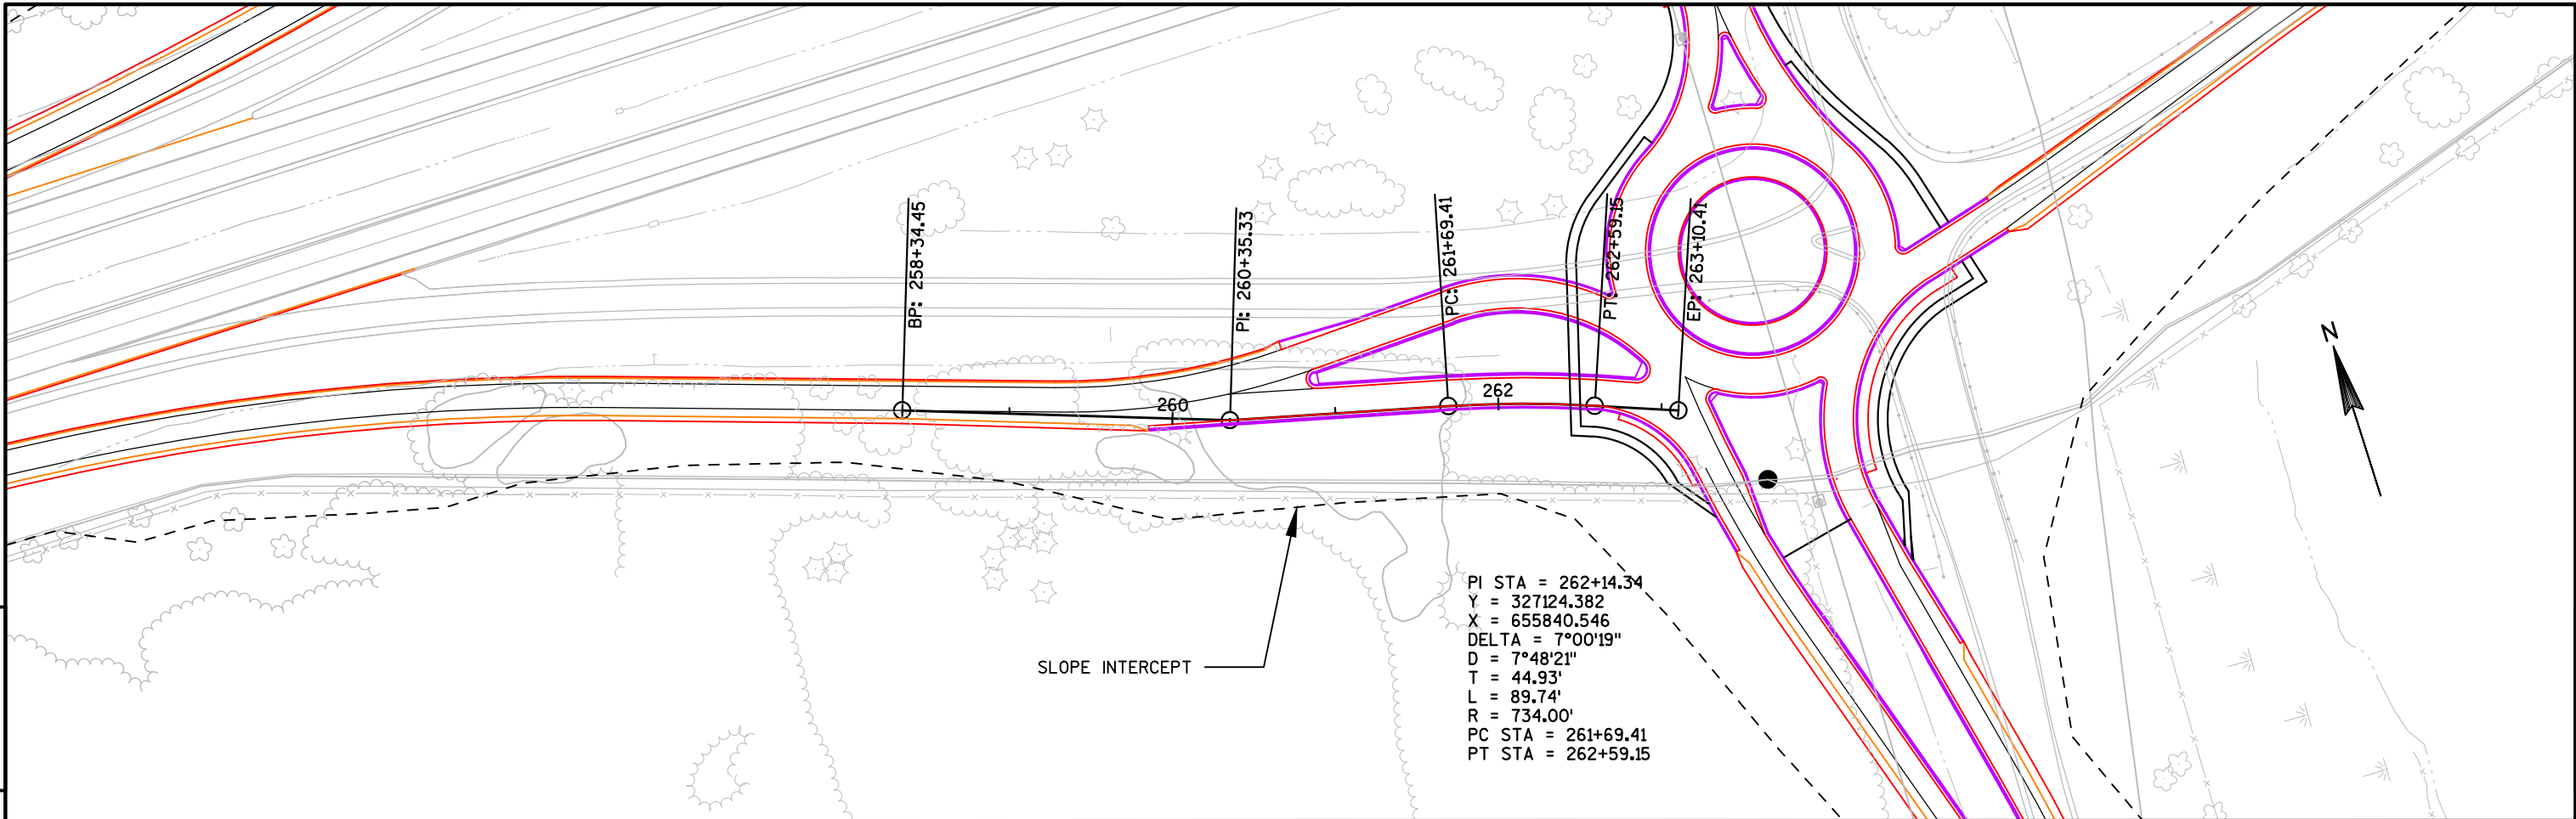 BP: 258+34.45
PI: 260+35.33
PC: 261+69.41
PT: 262+59.15
EP: 263+10.41
N
260
262
SLOPE INTERCEPT
PI STA = 262+14.34
Y = 327124.382
X = 655840.546
DELTA = 7°00'19"
D = 7°48'21"
T = 44.93'
L = 89.74'
R = 734.00'
PC STA = 261+69.41
PT STA = 262+59.15